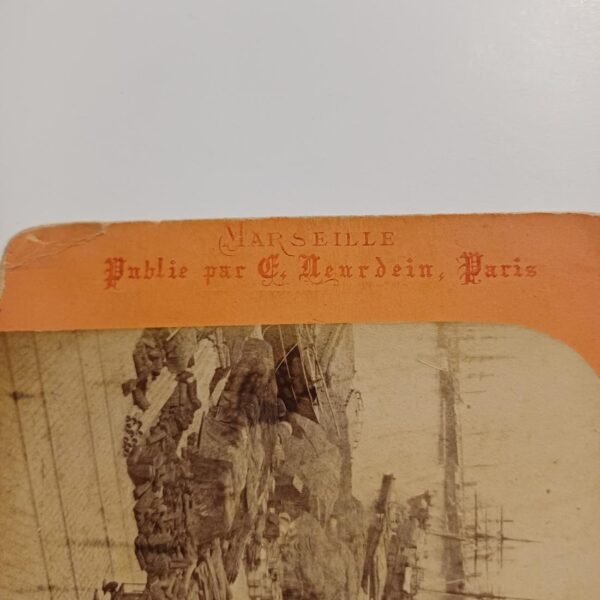 MARSEILLE
Publie par E. Neurdein, Paris